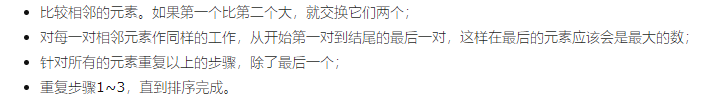 比较相邻的元素。如果第一个比第二个大，就交换它们两个；
对每一对相邻元素作同样的工作，从开始第一对到结尾的最后一对，这样在最后的元素应该会是最大的数；
针对所有的元素重复以上的步骤，除了最后一个；
重复步骤1~3，直到排序完成。